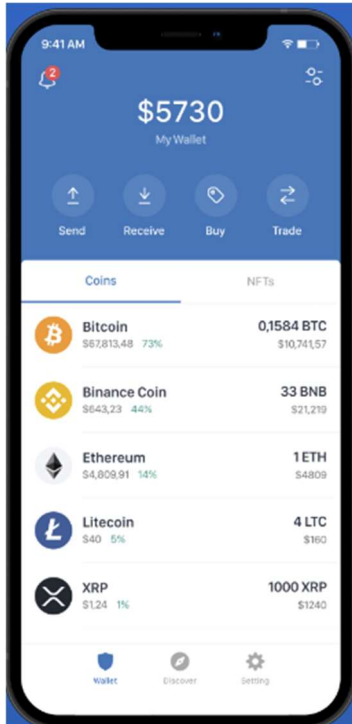 9:41 AM
2
$5730
My Wallet
Send Receive Buy Trade
Coins NFTs
Bitcoin 0,1584 BTC
$67,813,48 73% $10,741,57
Binance Coin 33 BNB
$643,23 44% $21,219
Ethereum 1 ETH
$4,809,91 14% $4809
Litecoin 4 LTC
$40 5% $160
XRP 1000 XRP
$1,24 1% $1240
Wallet Discover Setting